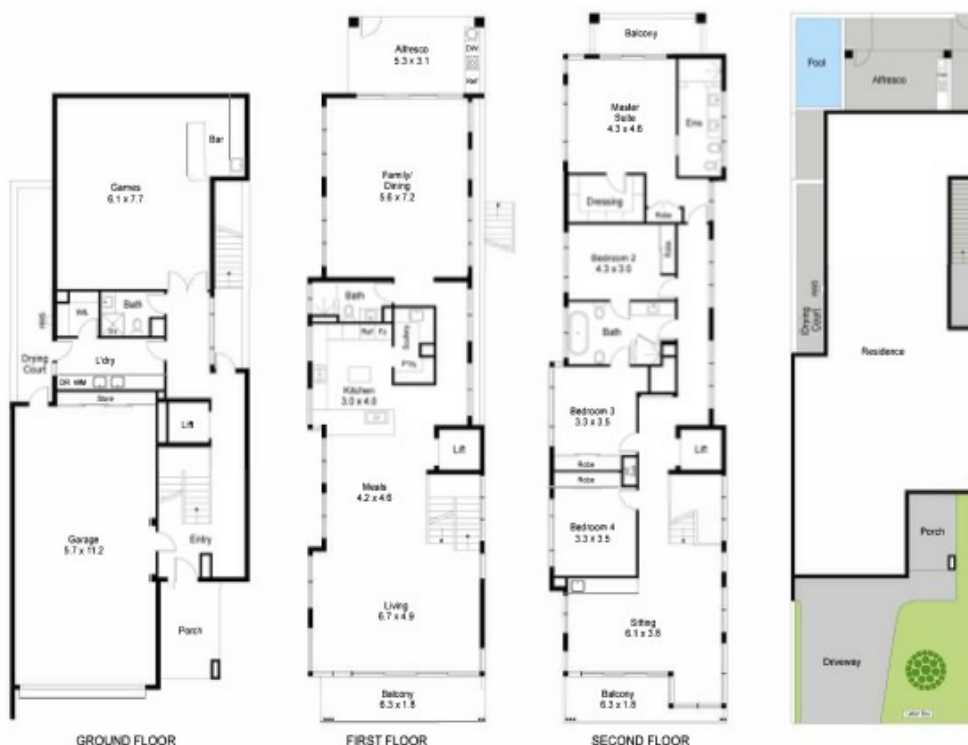 Bar
Games
6.1 x 7.7
HWS
Drying
Court
W.I.L
Bath
L'dry
DR WM
Store
Lift
Garage
5.7 x 11.2
Entry
Porch
GROUND FLOOR
Alfresco
5.3 x 3.1
DW
Ref
Family/
Dining
5.6 x 7.2
Bath
Ref Fz
Scullery
P'try
Kitchen
3.0 x 4.0
Lift
Meals
4.2 x 4.6
Living
6.7 x 4.9
Balcony
6.3 x 1.8
FIRST FLOOR
Balcony
Master
Suite
4.3 x 4.6
Ens
Dressing
Robe
Bedroom 2
4.3 x 3.0
Robe
Bath
Bedroom 3
3.3 x 3.5
Robe
Robe
Lift
Bedroom 4
3.3 x 3.5
Sitting
6.1 x 3.8
Balcony
6.3 x 1.8
SECOND FLOOR
Pool
Alfresco
Drying
Court
HWS
Residence
Porch
Driveway